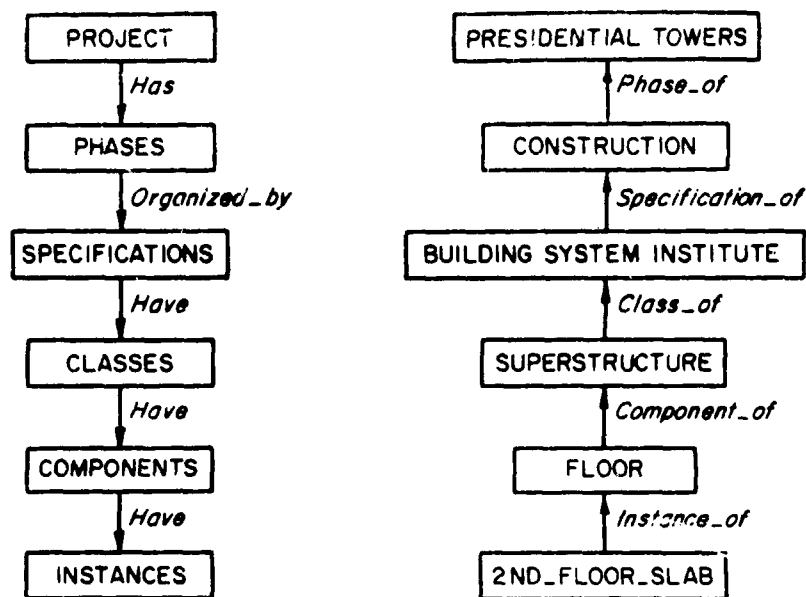 PROJECT
Has
PHASES
Organized_by
SPECIFICATIONS
Have
CLASSES
Have
COMPONENTS
Have
INSTANCES
PRESIDENTIAL TOWERS
Phase_of
CONSTRUCTION
Specification_of
BUILDING SYSTEM INSTITUTE
Class_of
SUPERSTRUCTURE
Component_of
FLOOR
Instance_of
2ND_FLOOR_SLAB